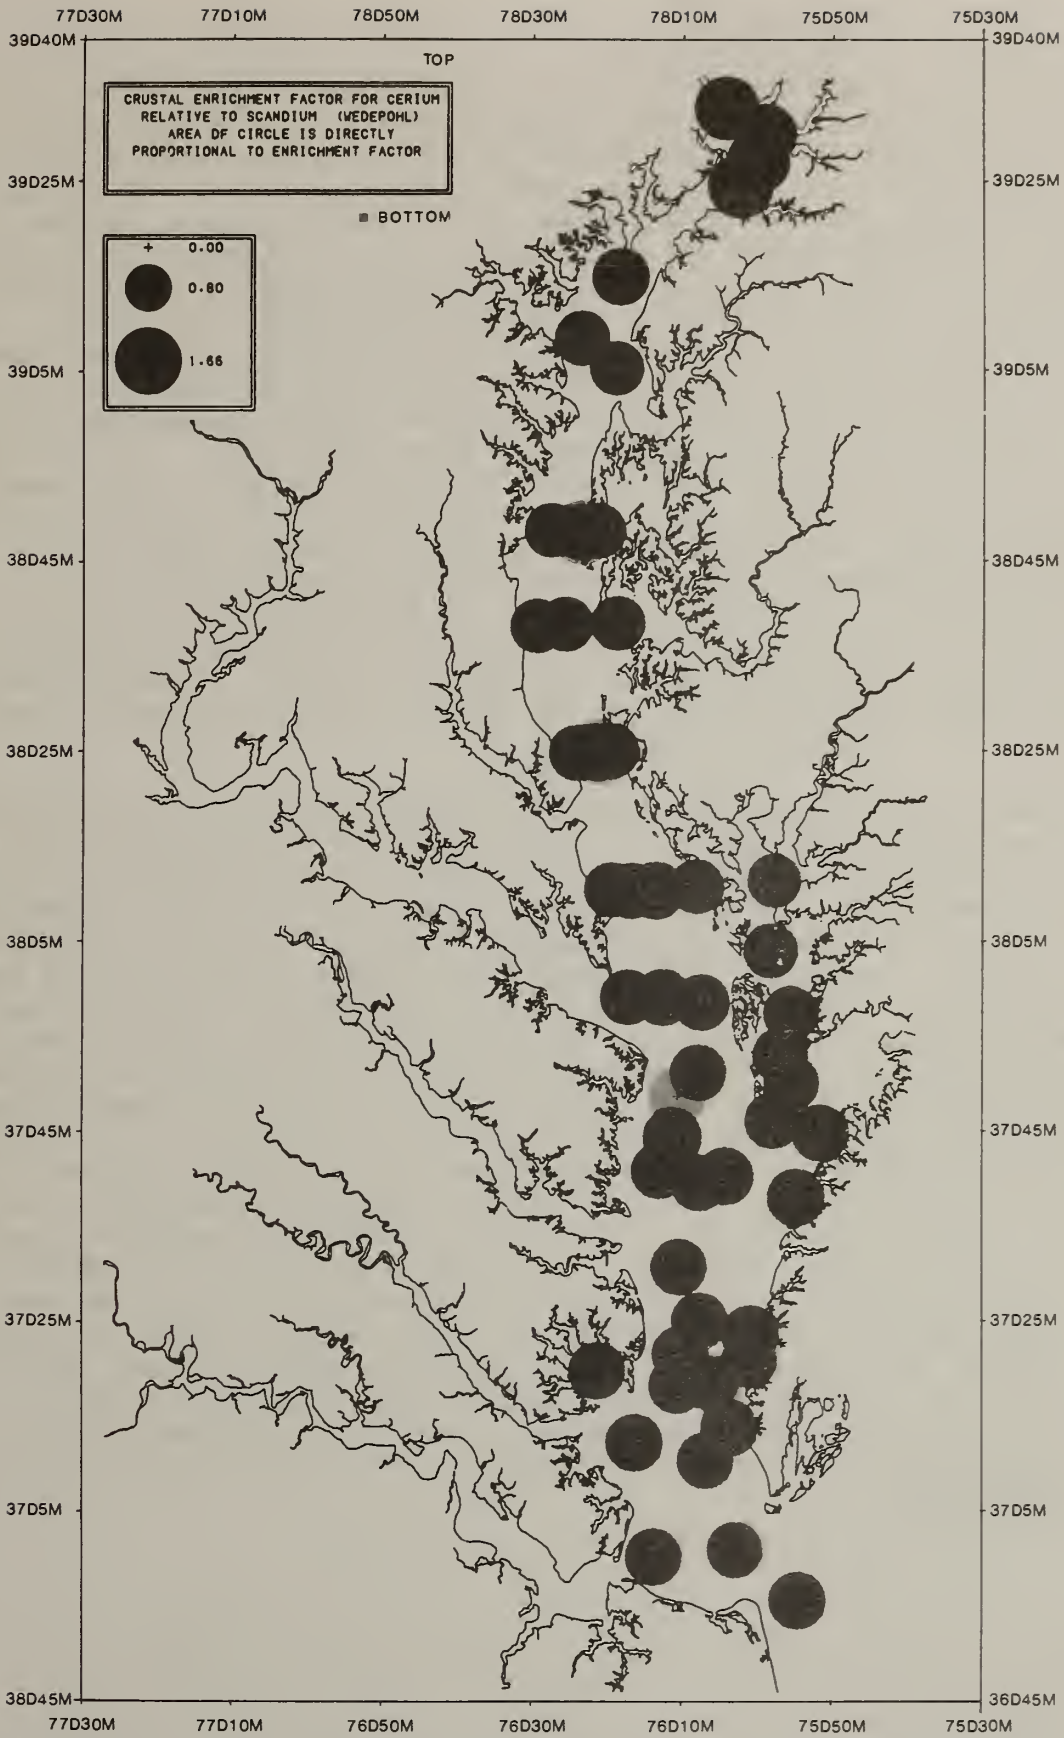 77D30M 77D10M 78D50M 78D30M 78D10M 75D50M 75D30M
39D40M 39D40M
TOP
CRUSTAL ENRICHMENT FACTOR FOR CERIUM
RELATIVE TO SCANDIUM (WEDEPOHL)
AREA OF CIRCLE IS DIRECTLY
PROPORTIONAL TO ENRICHMENT FACTOR
39D25M 39D25M
BOTTOM
+ 0.00
0.80
1.66
39D5M 39D5M
38D45M 38D45M
38D25M 38D25M
38D5M 38D5M
37D45M 37D45M
37D25M 37D25M
37D5M 37D5M
38D45M 36D45M
77D30M 77D10M 76D50M 76D30M 76D10M 75D50M 75D30M